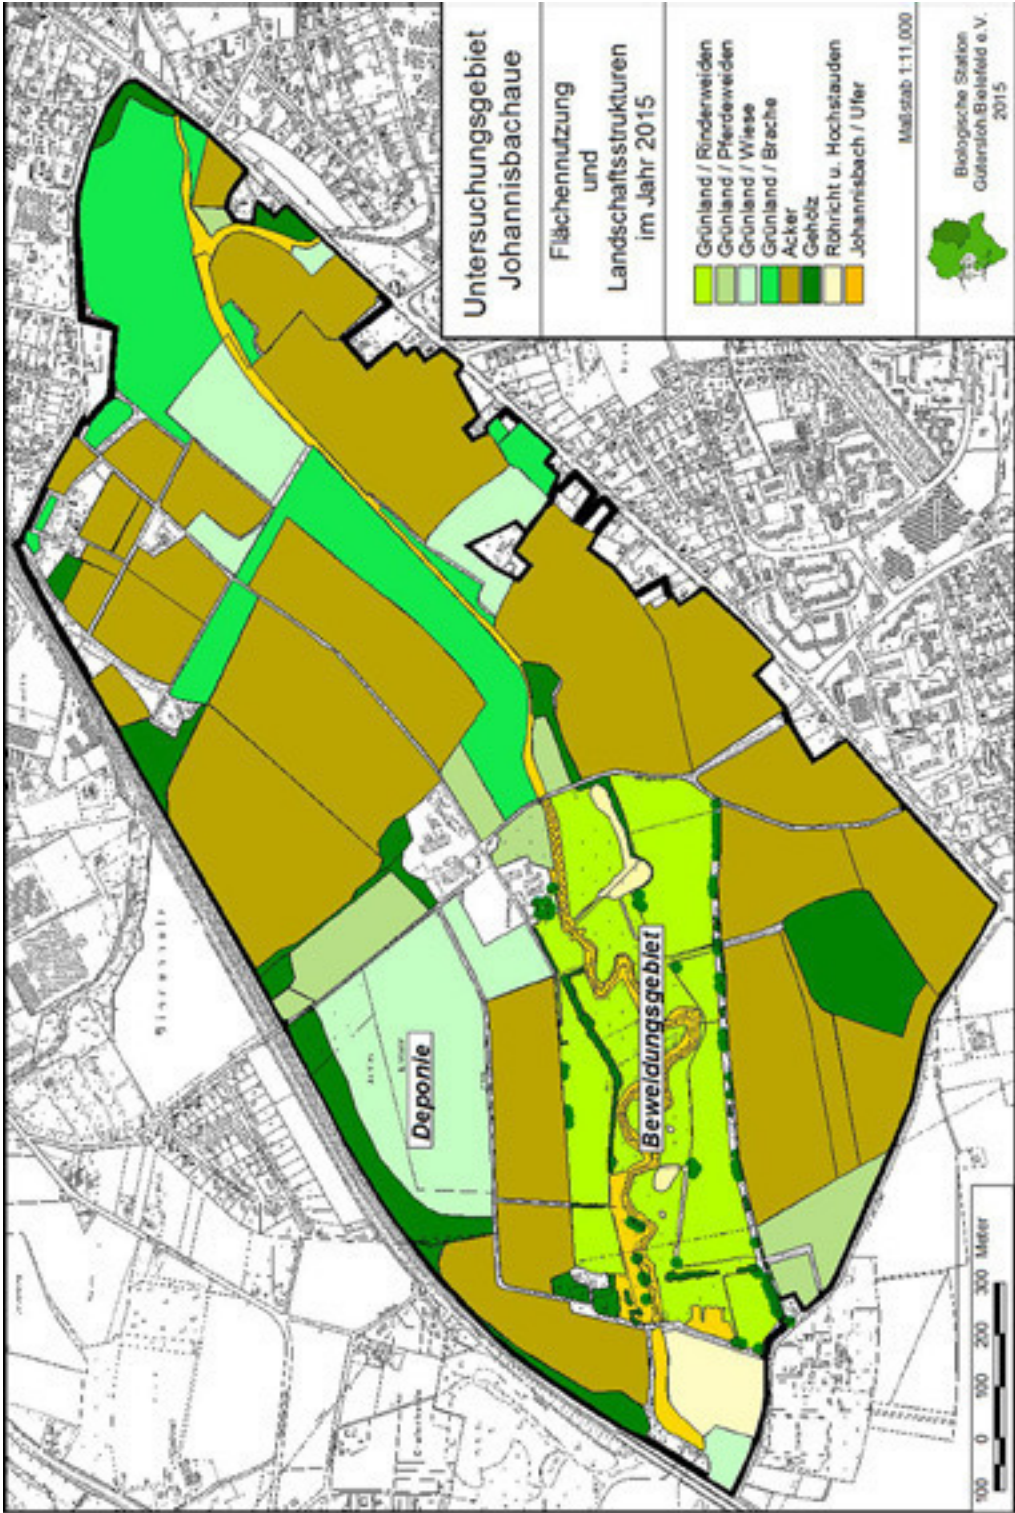 Untersuchungsgebiet
Johannisbachaue
Flächennutzung
und
Landschaftsstrukturen
im Jahr 2015
Grünland / Rinderweiden
Grünland / Pferdeweiden
Grünland / Wiese
Grünland / Brache
Acker
Gehölz
Röhricht u. Hochstauden
Johannisbach / Ufer
Maßstab 1:11.000
Biologische Station
Gütersloh/Bielefeld e.V.
2015
Deponie
Beweidungsgebiet
100 0 100 200 300 Meter